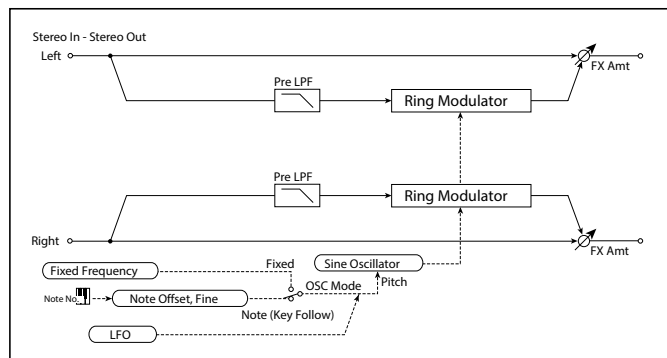 Stereo In - Stereo Out
Left
FX Amt
Pre LPF
Ring Modulator
Pre LPF
Ring Modulator
Right
FX Amt
Fixed Frequency
Fixed
Sine Oscillator
OSC Mode
Pitch
Note No.
Note Offset, Fine
Note (Key Follow)
LFO